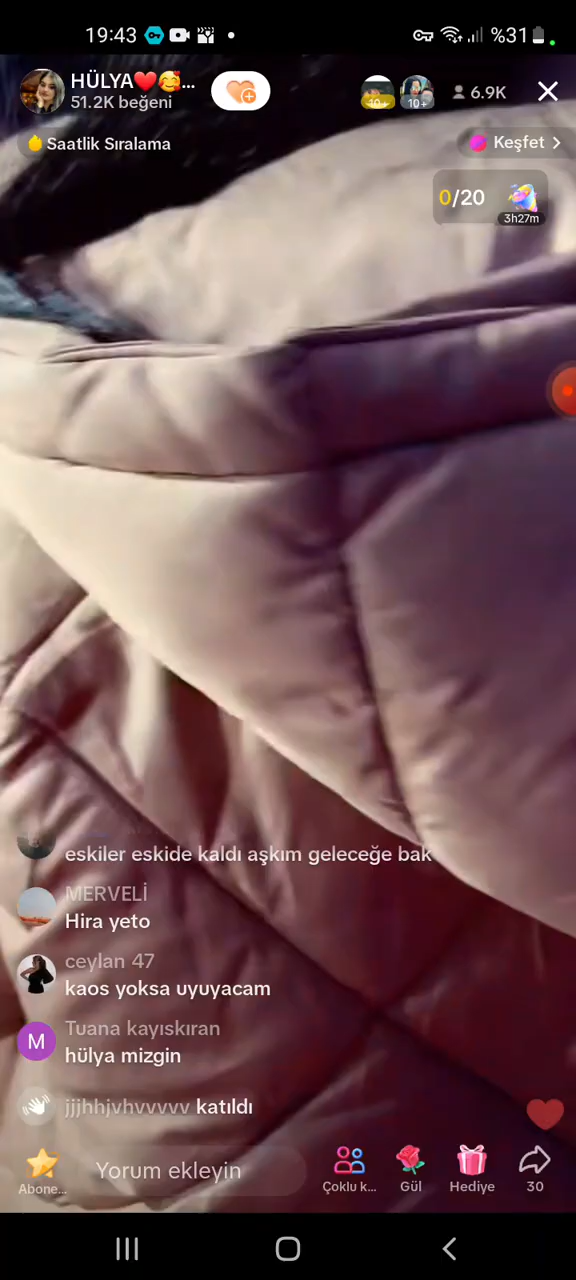 19:43
%31
HÜLYA❤️🥰...
51.2K beğeni
10+
10+
6.9K
Saatlik Sıralama
Keşfet >
0/20
3h27m
eskiler eskide kaldı aşkım geleceğe bak
MERVELİ
Hira yeto
ceylan 47
kaos yoksa uyuyacam
M
Tuana kayıskıran
hülya mizgin
jjjhhjvhvvvvv katıldı
Yorum ekleyin
Abone...
Çoklu k...
Gül
Hediye
30